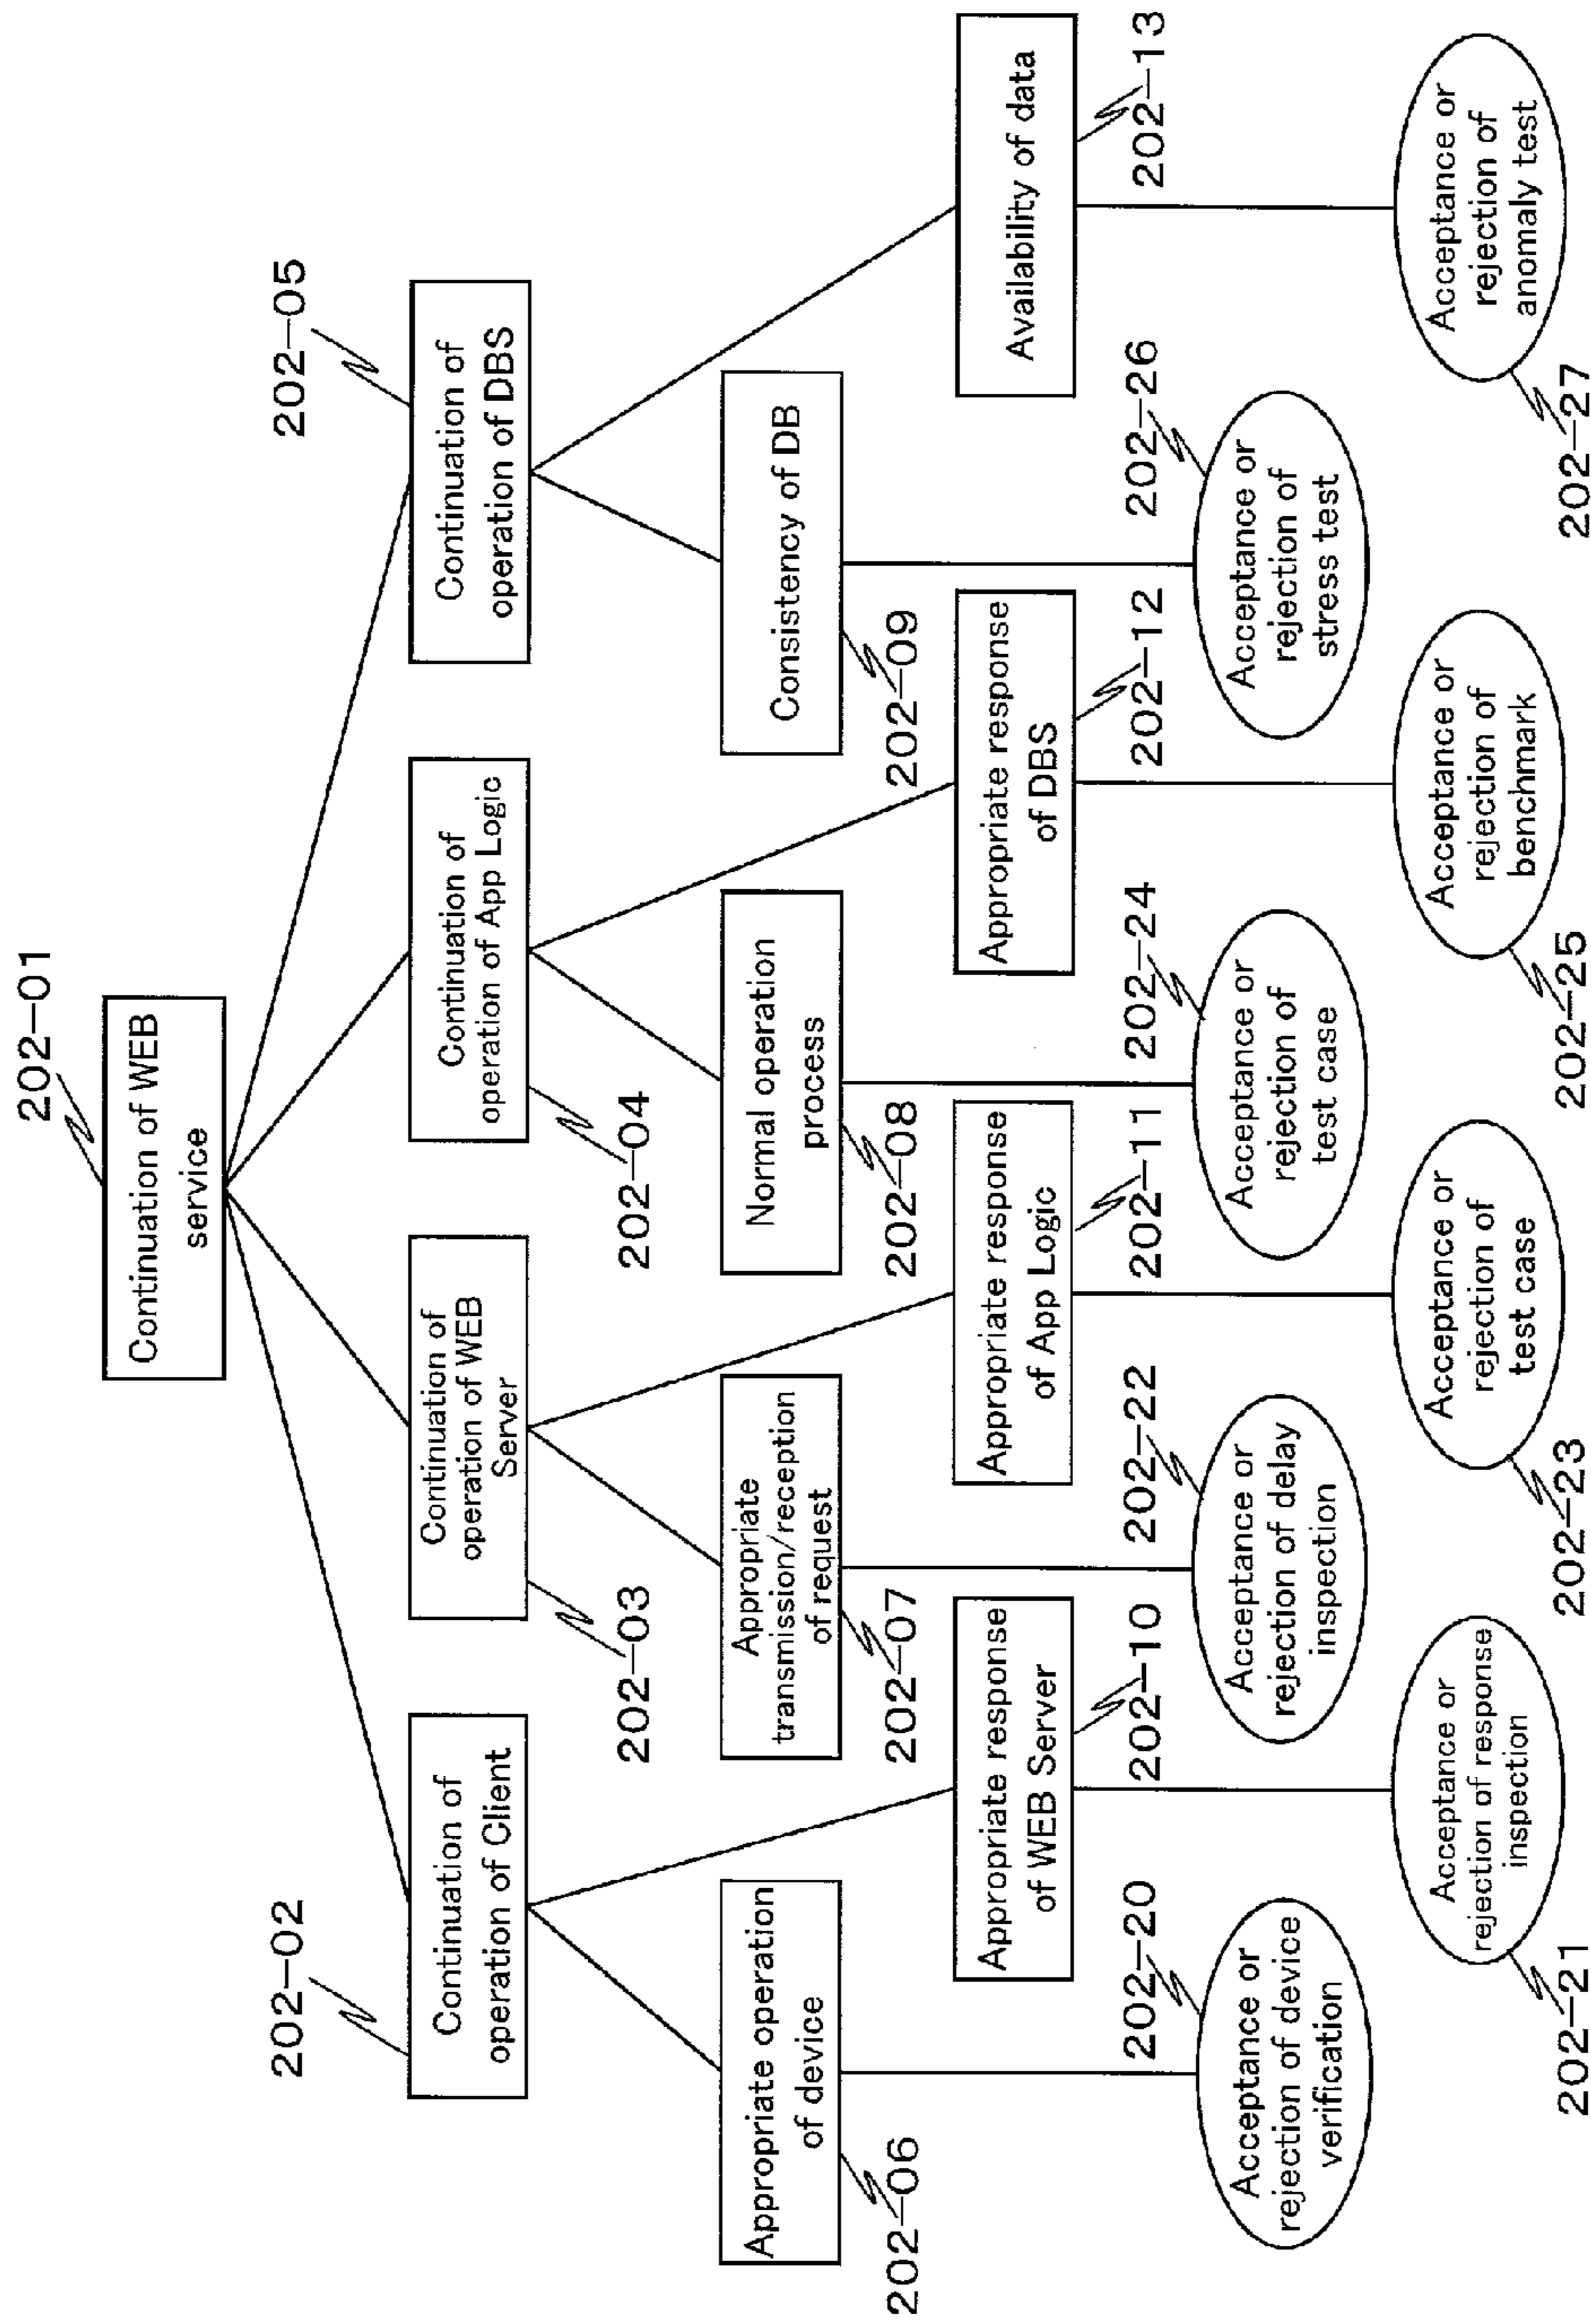 202-01
Continuation of WEB
service
202-02
Continuation of
operation of Client
202-03
Continuation of
operation of WEB
Server
202-04
Continuation of
operation of App Logic
202-05
Continuation of
operation of DBS
202-06
Appropriate operation
of device
202-07
Appropriate
transmission/reception
of request
202-08
Normal operation
process
202-09
Consistency of DB
202-10
Appropriate response
of WEB Server
202-11
Appropriate response
of App Logic
202-12
Appropriate response
of DBS
202-13
Availability of data
202-20
Acceptance or
rejection of device
verification
202-22
Acceptance or
rejection of delay
inspection
202-24
Acceptance or
rejection of
test case
202-26
Acceptance or
rejection of
stress test
202-21
Acceptance or
rejection of response
inspection
202-23
Acceptance or
rejection of
test case
202-25
Acceptance or
rejection of
benchmark
202-27
Acceptance or
rejection of
anomaly test